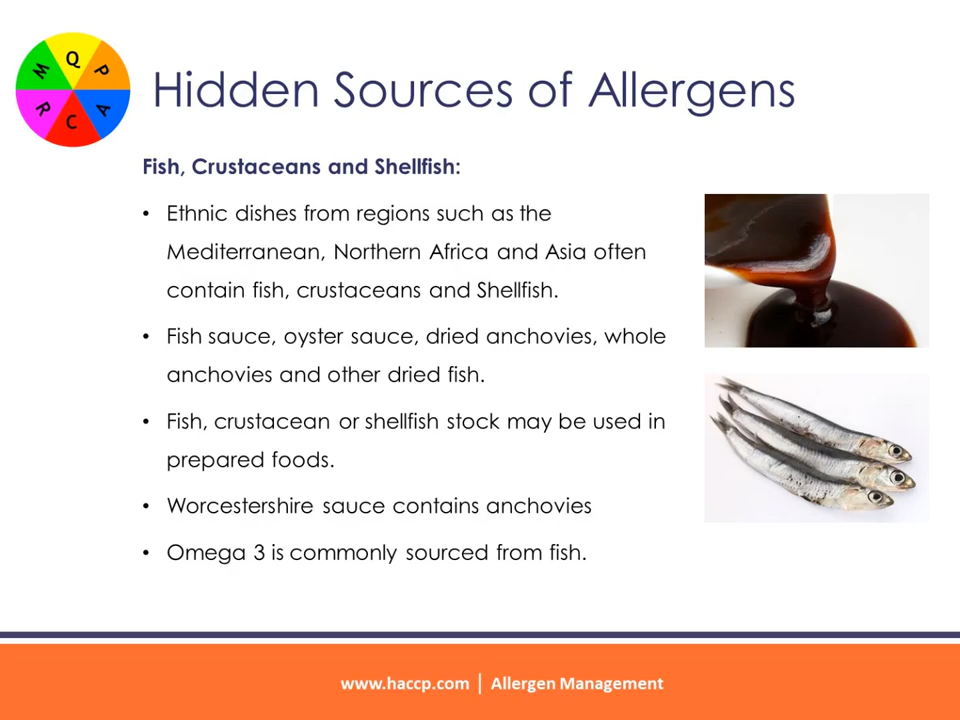 Q
M
P
R
A
C
Hidden Sources of Allergens
Fish, Crustaceans and Shellfish:
• Ethnic dishes from regions such as the
Mediterranean, Northern Africa and Asia often
contain fish, crustaceans and Shellfish.
• Fish sauce, oyster sauce, dried anchovies, whole
anchovies and other dried fish.
• Fish, crustacean or shellfish stock may be used in
prepared foods.
• Worcestershire sauce contains anchovies
• Omega 3 is commonly sourced from fish.
www.haccp.com | Allergen Management